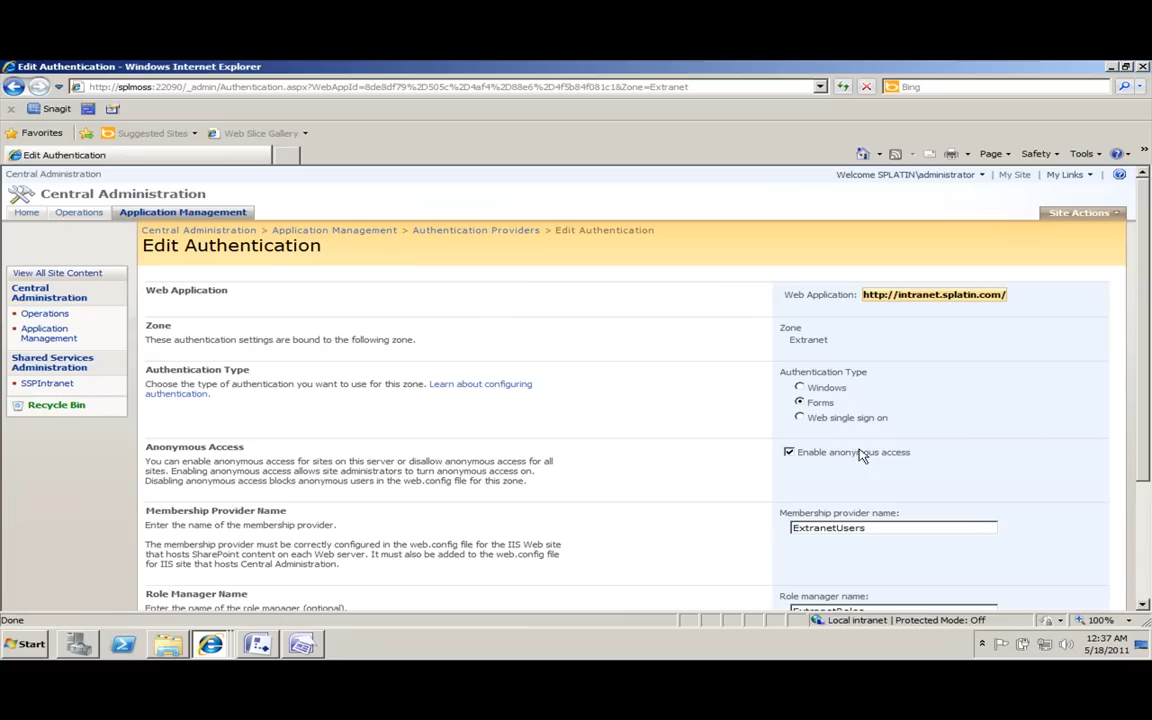 Edit Authentication - Windows Internet Explorer
http://splmoss:22090/_admin/Authentication.aspx?WebAppId=8de8df79%2D505c%2D4af4%2D88e6%2D4f5b84f081c1&Zone=Extranet
Bing
Snagit
Favorites
Suggested Sites
Web Slice Gallery
Edit Authentication
Page
Safety
Tools
Central Administration
Welcome SPLATIN\administrator
My Site
My Links
Central Administration
Home
Operations
Application Management
Site Actions
Central Administration > Application Management > Authentication Providers > Edit Authentication
Edit Authentication
View All Site Content
Central
Administration
Operations
Application
Management
Shared Services
Administration
SSPIntranet
Recycle Bin
Web Application
Web Application: http://intranet.splatin.com/
Zone
These authentication settings are bound to the following zone.
Zone
Extranet
Authentication Type
Choose the type of authentication you want to use for this zone. Learn about configuring
authentication.
Authentication Type
Windows
Forms
Web single sign on
Anonymous Access
You can enable anonymous access for sites on this server or disallow anonymous access for all
sites. Enabling anonymous access allows site administrators to turn anonymous access on.
Disabling anonymous access blocks anonymous users in the web.config file for this zone.
Enable anonymous access
Membership Provider Name
Enter the name of the membership provider.
The membership provider must be correctly configured in the web.config file for the IIS Web site
that hosts SharePoint content on each Web server. It must also be added to the web.config file
for IIS site that hosts Central Administration.
Membership provider name:
ExtranetUsers
Role Manager Name
Enter the name of the role manager (optional).
Role manager name:
ExtranetRoles
Done
Local intranet | Protected Mode: Off
100%
Start
12:37 AM
5/18/2011